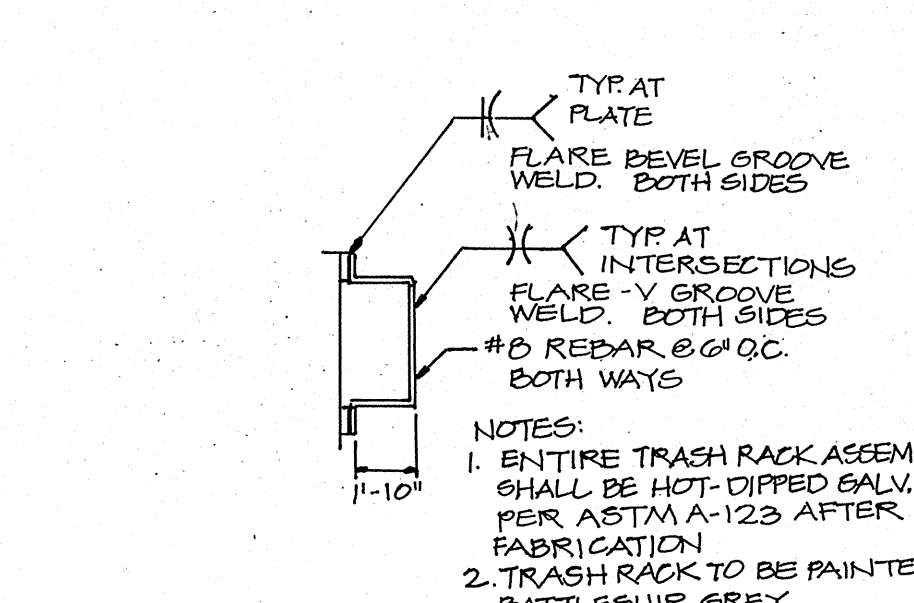 TYP. AT
PLATE
FLARE BEVEL GROOVE
WELD. BOTH SIDES
TYP. AT
INTERSECTIONS
FLARE-V GROOVE
WELD. BOTH SIDES
#8 REBAR @ 6" O.C.
BOTH WAYS
1'-10"
NOTES:
1. ENTIRE TRASH RACK ASSEM
SHALL BE HOT-DIPPED GALV.
PER ASTM A-123 AFTER
FABRICATION
2. TRASH RACK TO BE PAINTE
BATTLESHIP GREY